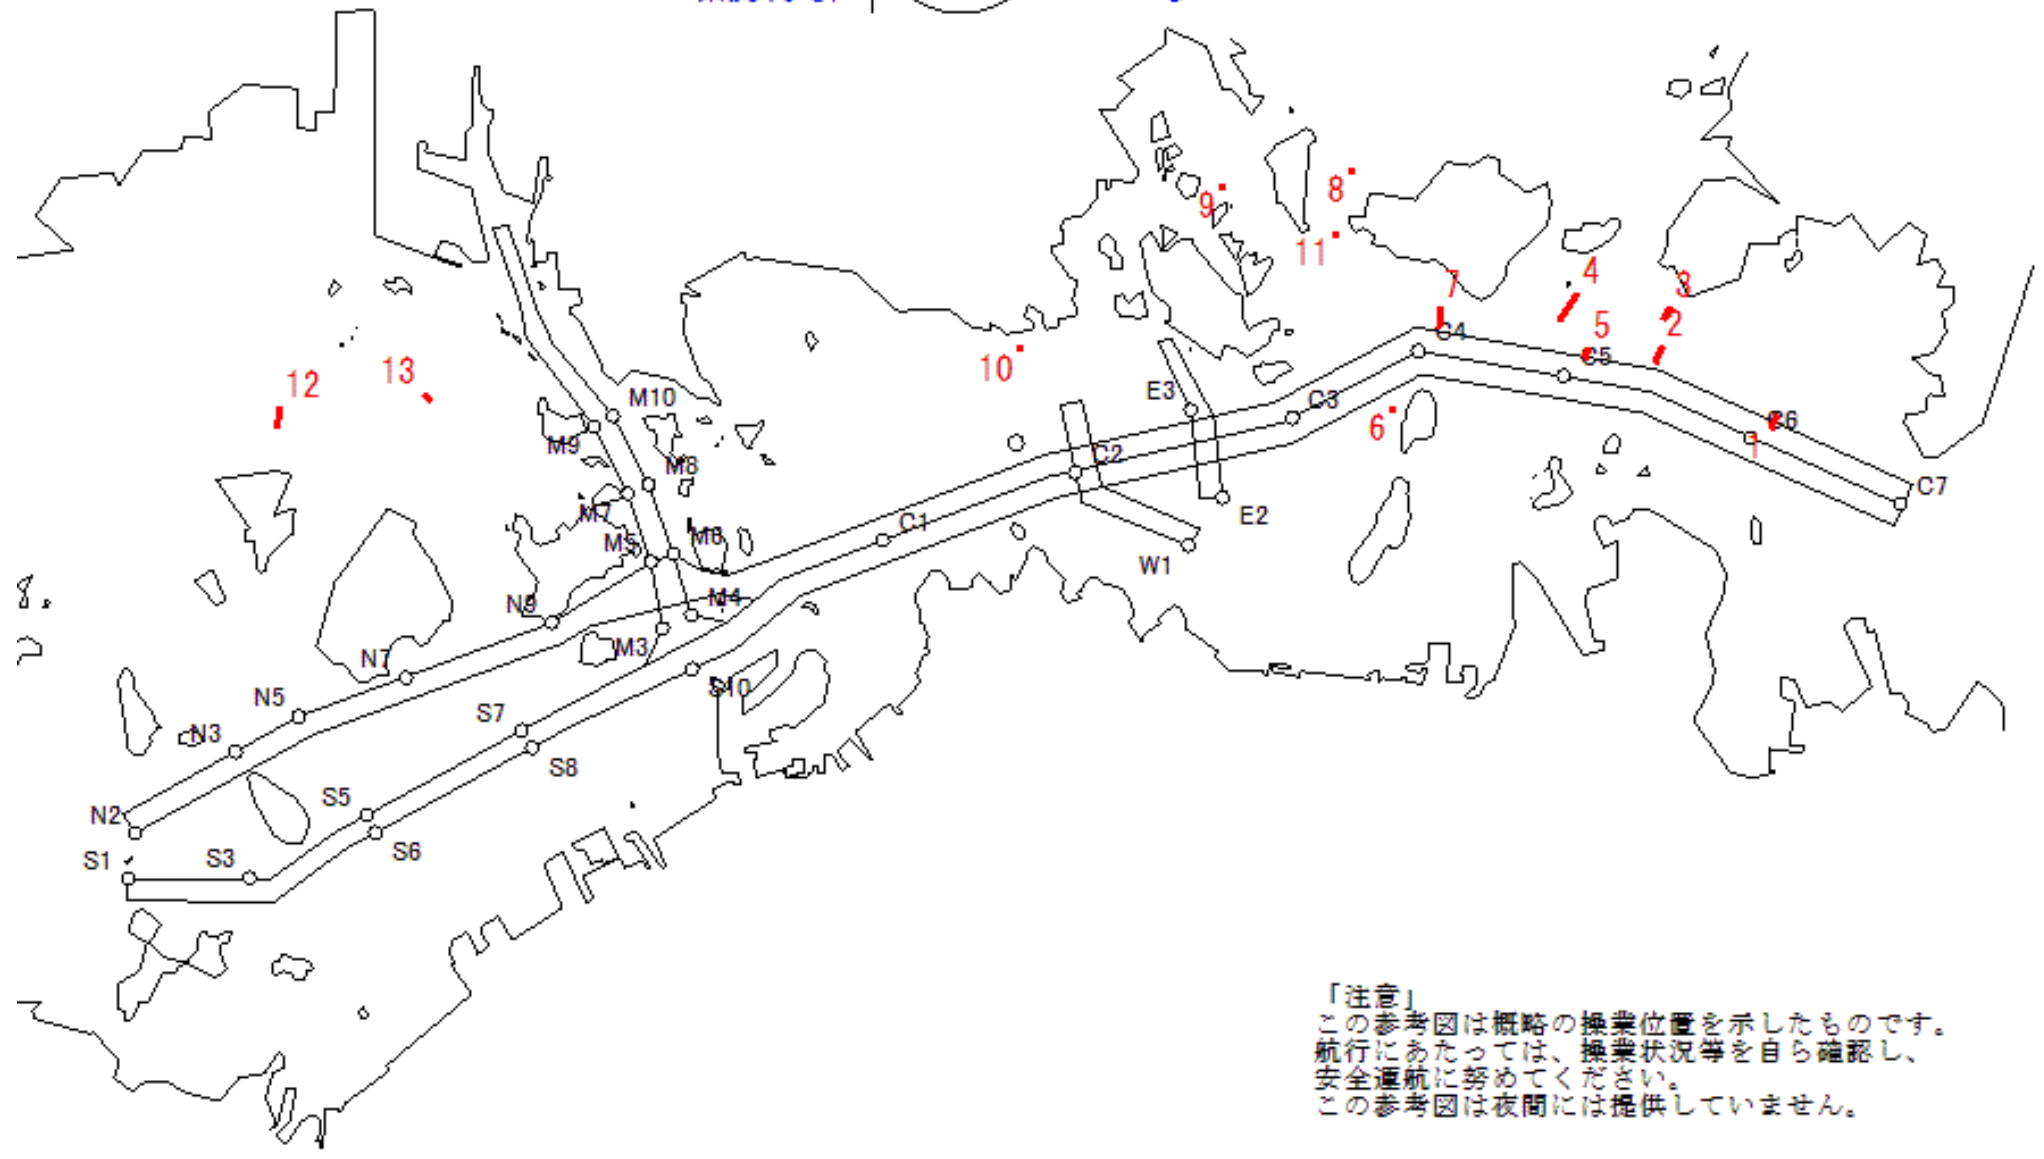 8
9
11
4
7
3
5
2
C4
C5
10
12
13
E3
M10
C3
6
C6
1
M9
C2
M8
C7
M7
E2
C1
M6
M5
W1
N9
M4
M3
N7
S10
N5
S7
N3
S8
S5
N2
S6
S1
S3
「注意」
この参考図は概略の操業位置を示したものです。
航行にあたっては、操業状況等を自ら確認し、
安全運航に努めてください。
この参考図は夜間には提供していません。